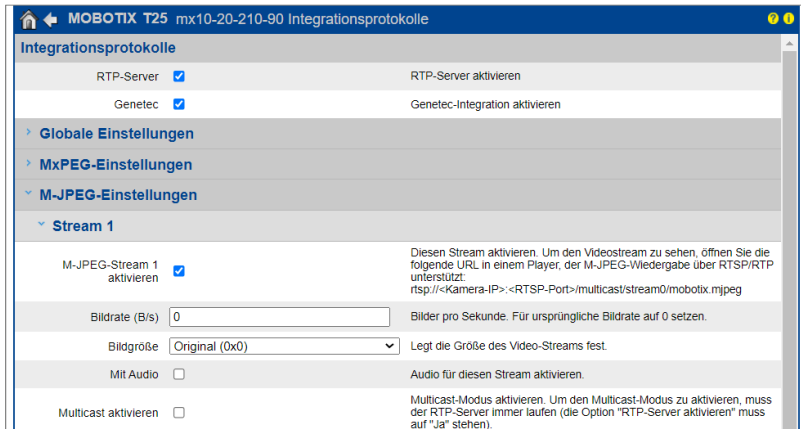 MOBOTIX T25 mx10-20-210-90 Integrationsprotokolle
Integrationsprotokolle
RTP-Server
RTP-Server aktivieren
Genetec
Genetec-Integration aktivieren
Globale Einstellungen
MxPEG-Einstellungen
M-JPEG-Einstellungen
Stream 1
M-JPEG-Stream 1
aktivieren
Diesen Stream aktivieren. Um den Videostream zu sehen, öffnen Sie die
folgende URL in einem Player, der M-JPEG-Wiedergabe über RTSP/RTP
unterstützt:
rtsp://<Kamera-IP>:<RTSP-Port>/multicast/stream0/mobotix.mjpeg
Bildrate (B/s)
0
Bilder pro Sekunde. Für ursprüngliche Bildrate auf 0 setzen.
Bildgröße
Original (0x0)
Legt die Größe des Video-Streams fest.
Mit Audio
Audio für diesen Stream aktivieren.
Multicast aktivieren
Multicast-Modus aktivieren. Um den Multicast-Modus zu aktivieren, muss
der RTP-Server immer laufen (die Option "RTP-Server aktivieren" muss
auf "Ja" stehen).